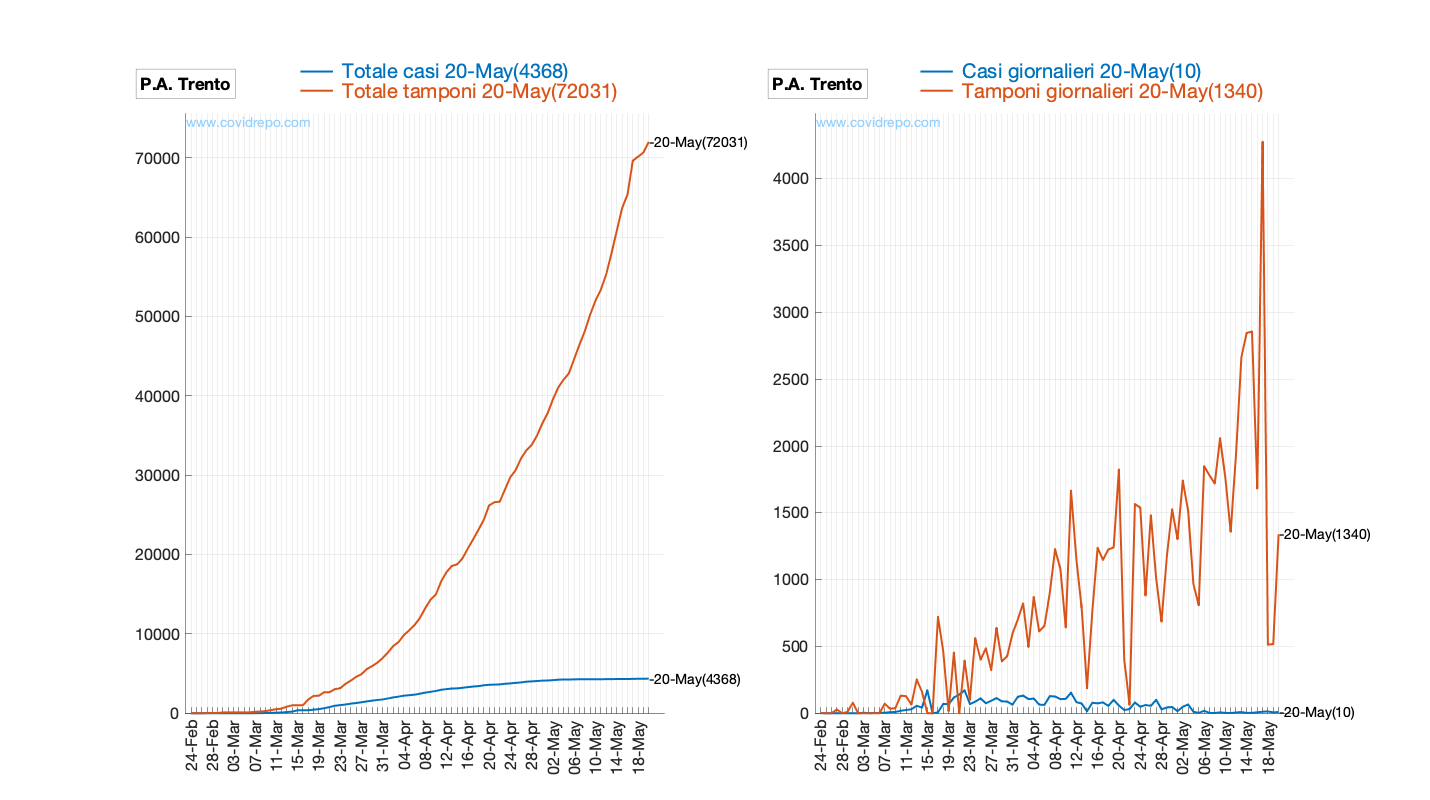 P.A. Trento
Totale casi 20-May(4368)
Totale tamponi 20-May(72031)
www.covidrepo.com
20-May(72031)
20-May(4368)
70000
60000
50000
40000
30000
20000
10000
0
24-Feb
28-Feb
03-Mar
07-Mar
11-Mar
15-Mar
19-Mar
23-Mar
27-Mar
31-Mar
04-Apr
08-Apr
12-Apr
16-Apr
20-Apr
24-Apr
28-Apr
02-May
06-May
10-May
14-May
18-May
P.A. Trento
Casi giornalieri 20-May(10)
Tamponi giornalieri 20-May(1340)
www.covidrepo.com
20-May(1340)
20-May(10)
4000
3500
3000
2500
2000
1500
1000
500
0
24-Feb
28-Feb
03-Mar
07-Mar
11-Mar
15-Mar
19-Mar
23-Mar
27-Mar
31-Mar
04-Apr
08-Apr
12-Apr
16-Apr
20-Apr
24-Apr
28-Apr
02-May
06-May
10-May
14-May
18-May